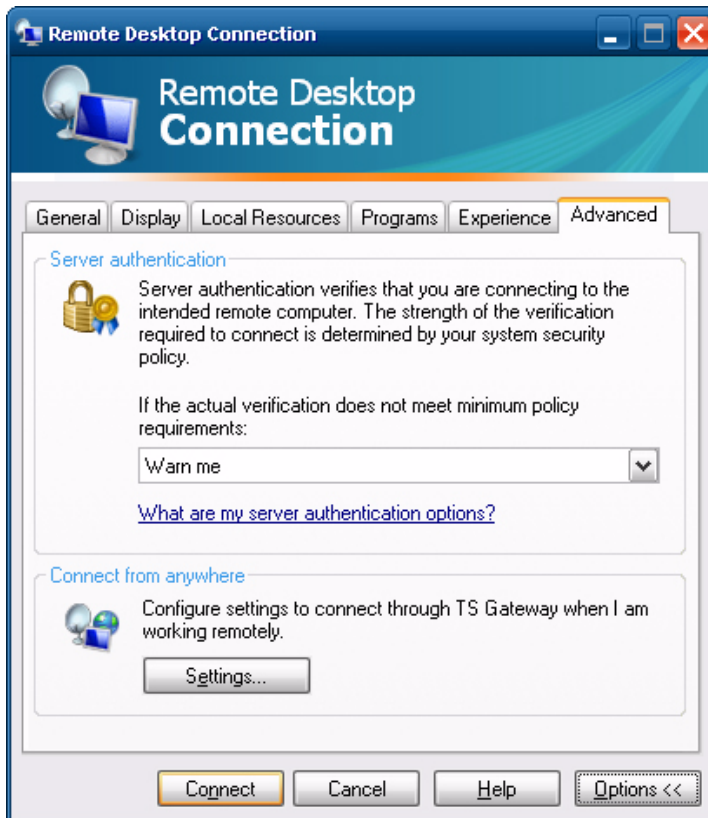 Remote Desktop Connection
Remote Desktop
Connection
General Display Local Resources Programs Experience Advanced
Server authentication
Server authentication verifies that you are connecting to the
intended remote computer. The strength of the verification
required to connect is determined by your system security
policy.
If the actual verification does not meet minimum policy
requirements:
Warn me
What are my server authentication options?
Connect from anywhere
Configure settings to connect through TS Gateway when I am
working remotely.
Settings...
Connect Cancel Help Options <<